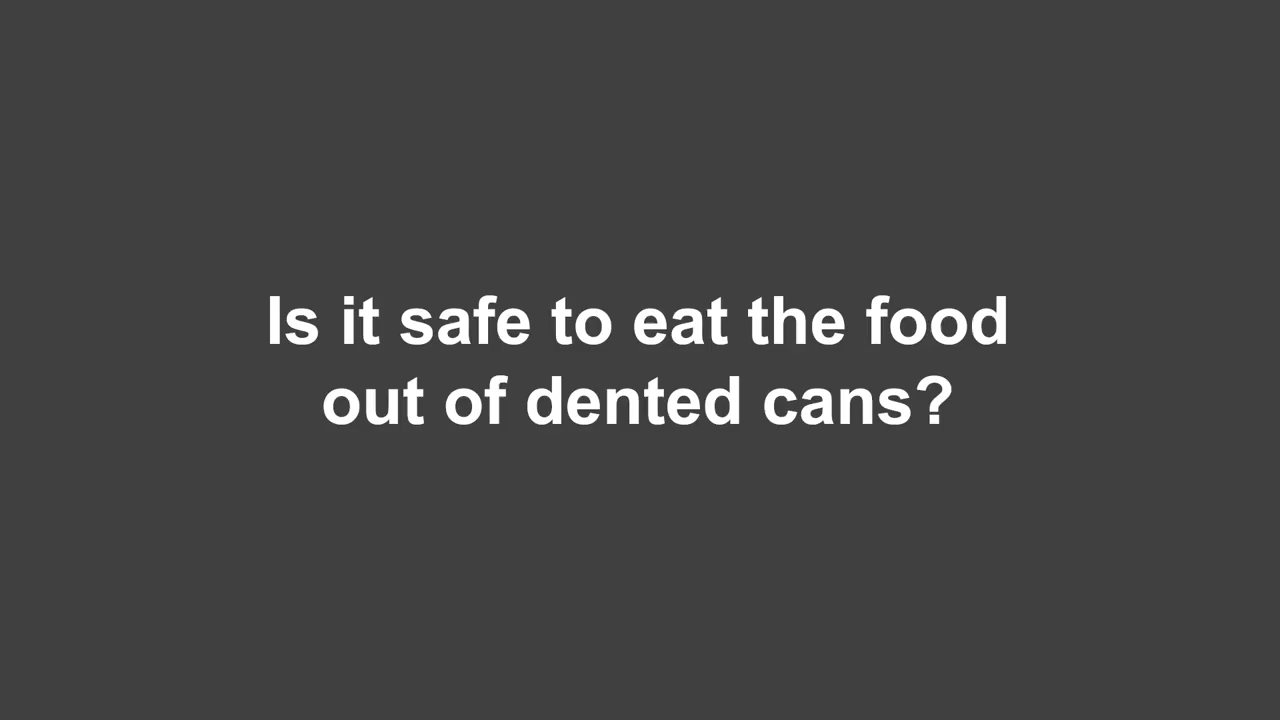 Is it safe to eat the food
out of dented cans?